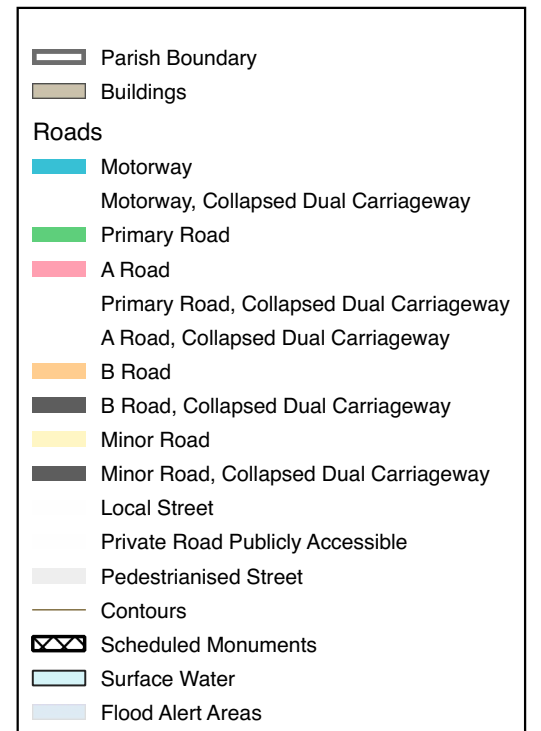 Parish Boundary
Buildings
Roads
Motorway
Motorway, Collapsed Dual Carriageway
Primary Road
A Road
Primary Road, Collapsed Dual Carriageway
A Road, Collapsed Dual Carriageway
B Road
B Road, Collapsed Dual Carriageway
Minor Road
Minor Road, Collapsed Dual Carriageway
Local Street
Private Road Publicly Accessible
Pedestrianised Street
Contours
Scheduled Monuments
Surface Water
Flood Alert Areas